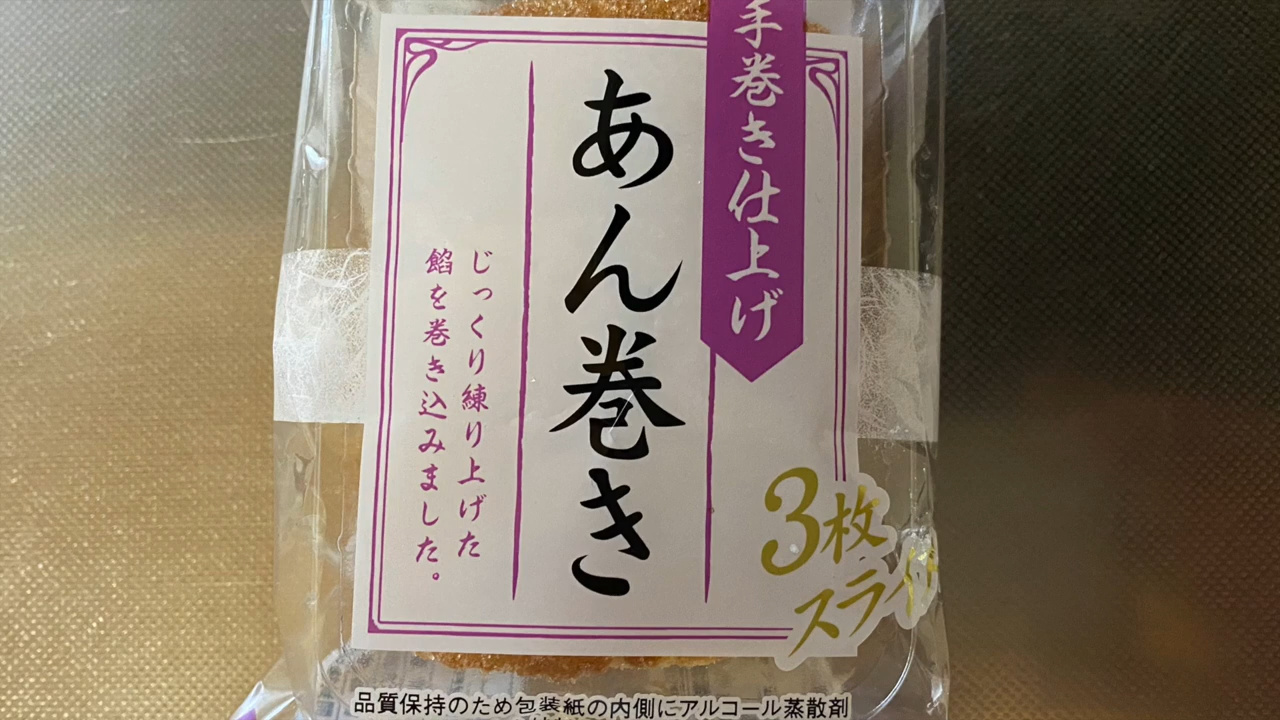 手巻き仕上げ
あん巻き
じっくり練り上げた
餡を巻き込みました。
3枚
スライ
品質保持のため包装紙の内側にアルコール蒸散剤